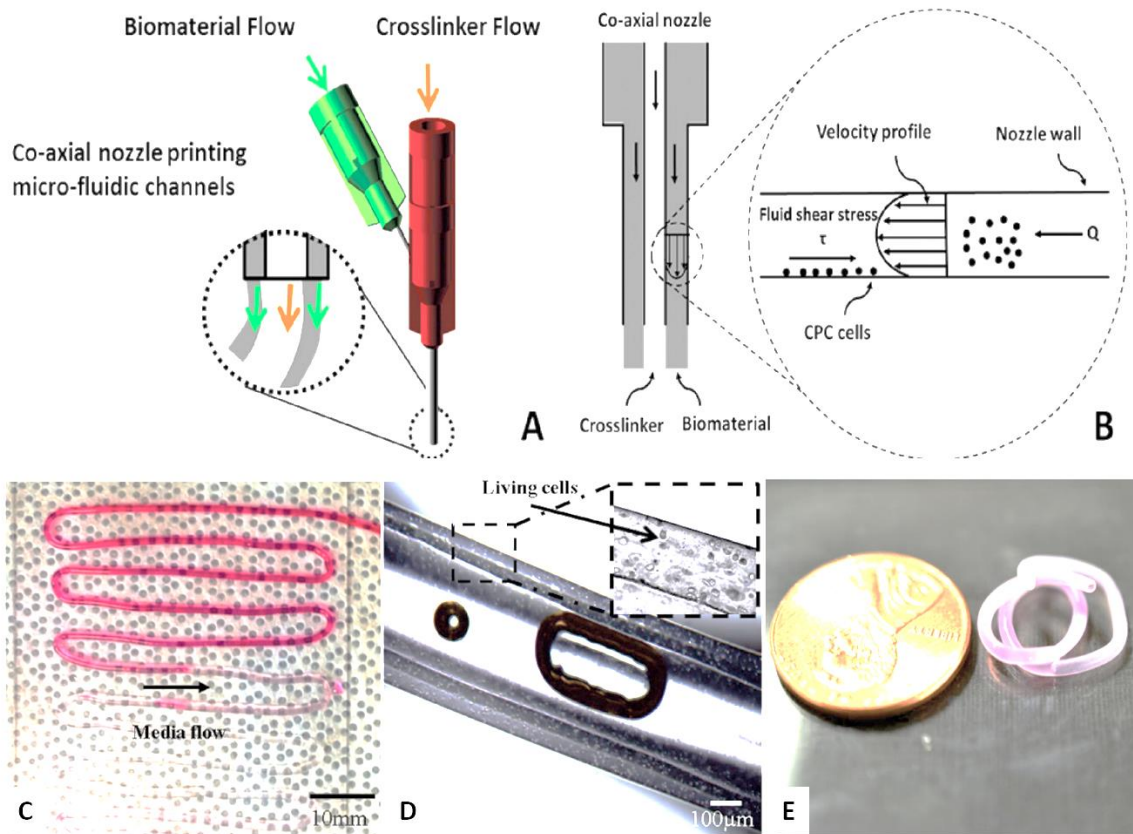 Biomaterial Flow
Crosslinker Flow
Co-axial nozzle printing
micro-fluidic channels
A
Co-axial nozzle
Crosslinker
Biomaterial
Velocity profile
Nozzle wall
Fluid shear stress
τ
Q
CPC cells
B
Media flow
C
10mm
Living cells
D
100μm
E